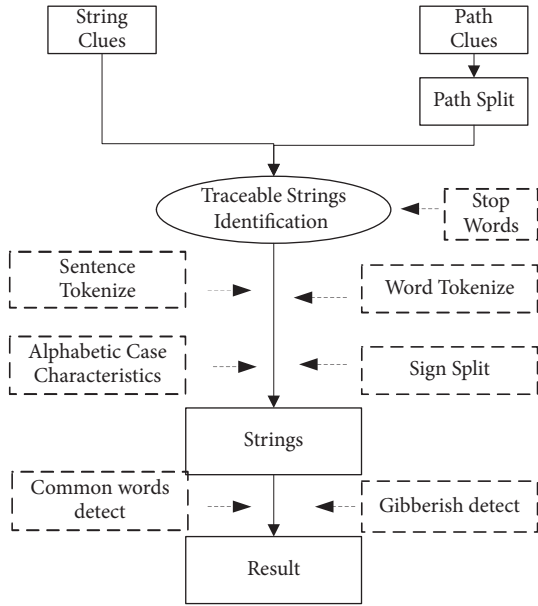 String
Clues
Path
Clues
Path Split
Traceable Strings
Identification
Stop
Words
Sentence
Tokenize
Word Tokenize
Alphabetic Case
Characteristics
Sign Split
Strings
Common words
detect
Gibberish detect
Result